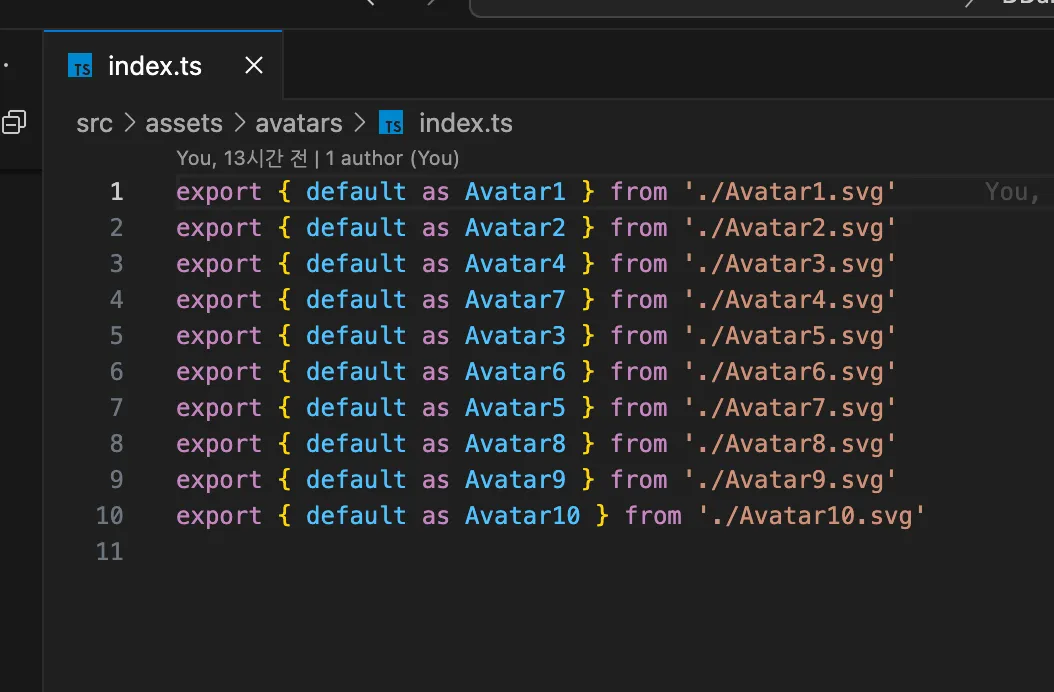 TS index.ts
src > assets > avatars > TS index.ts
You, 13시간 전 | 1 author (You)
1 export { default as Avatar1 } from './Avatar1.svg' You,
2 export { default as Avatar2 } from './Avatar2.svg'
3 export { default as Avatar4 } from './Avatar3.svg'
4 export { default as Avatar7 } from './Avatar4.svg'
5 export { default as Avatar3 } from './Avatar5.svg'
6 export { default as Avatar6 } from './Avatar6.svg'
7 export { default as Avatar5 } from './Avatar7.svg'
8 export { default as Avatar8 } from './Avatar8.svg'
9 export { default as Avatar9 } from './Avatar9.svg'
10 export { default as Avatar10 } from './Avatar10.svg'
11